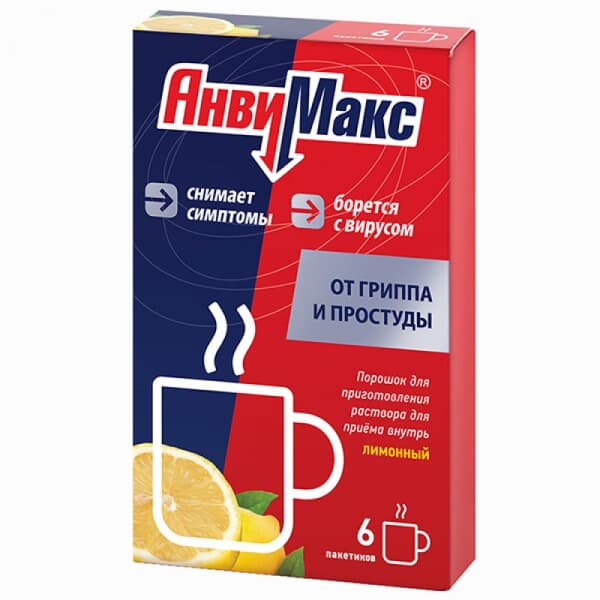 6
пакетиков
АнвиМакс®
снимает
симптомы
борется
с вирусом
ОТ ГРИППА
И ПРОСТУДЫ
Порошок для
приготовления
раствора для
приёма внутрь
лимонный
6
пакетиков